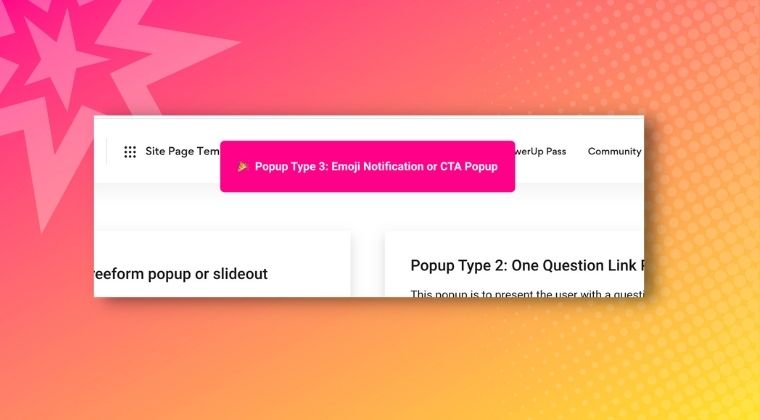 Site Page Tem
🎉 Popup Type 3: Emoji Notification or CTA Popup
werUp Pass
Community
reeform popup or slideout
Popup Type 2: One Question Link
This popup is to present the user with a questi